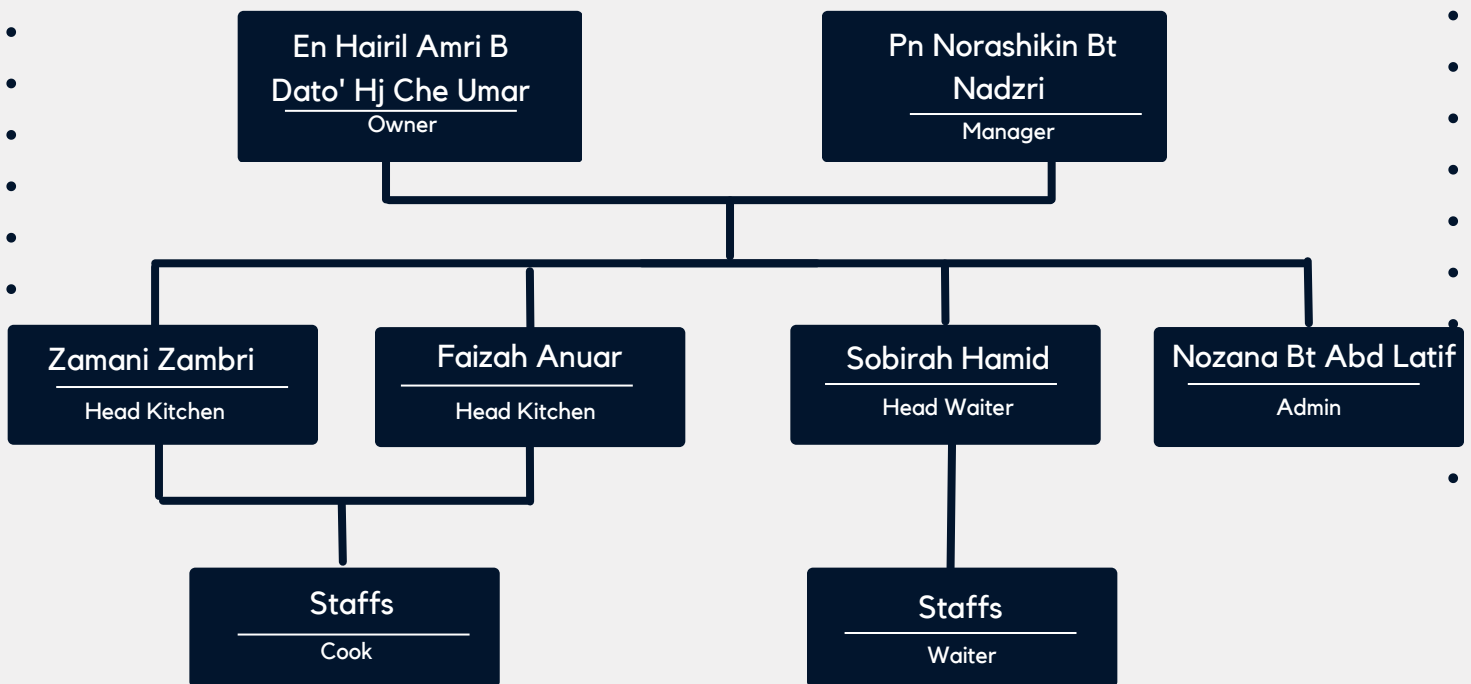 En Hairil Amri B
Dato' Hj Che Umar
Owner
Pn Norashikin Bt
Nadzri
Manager
Zamani Zambri
Head Kitchen
Faizah Anuar
Head Kitchen
Sobirah Hamid
Head Waiter
Nozana Bt Abd Latif
Admin
Staffs
Cook
Staffs
Waiter